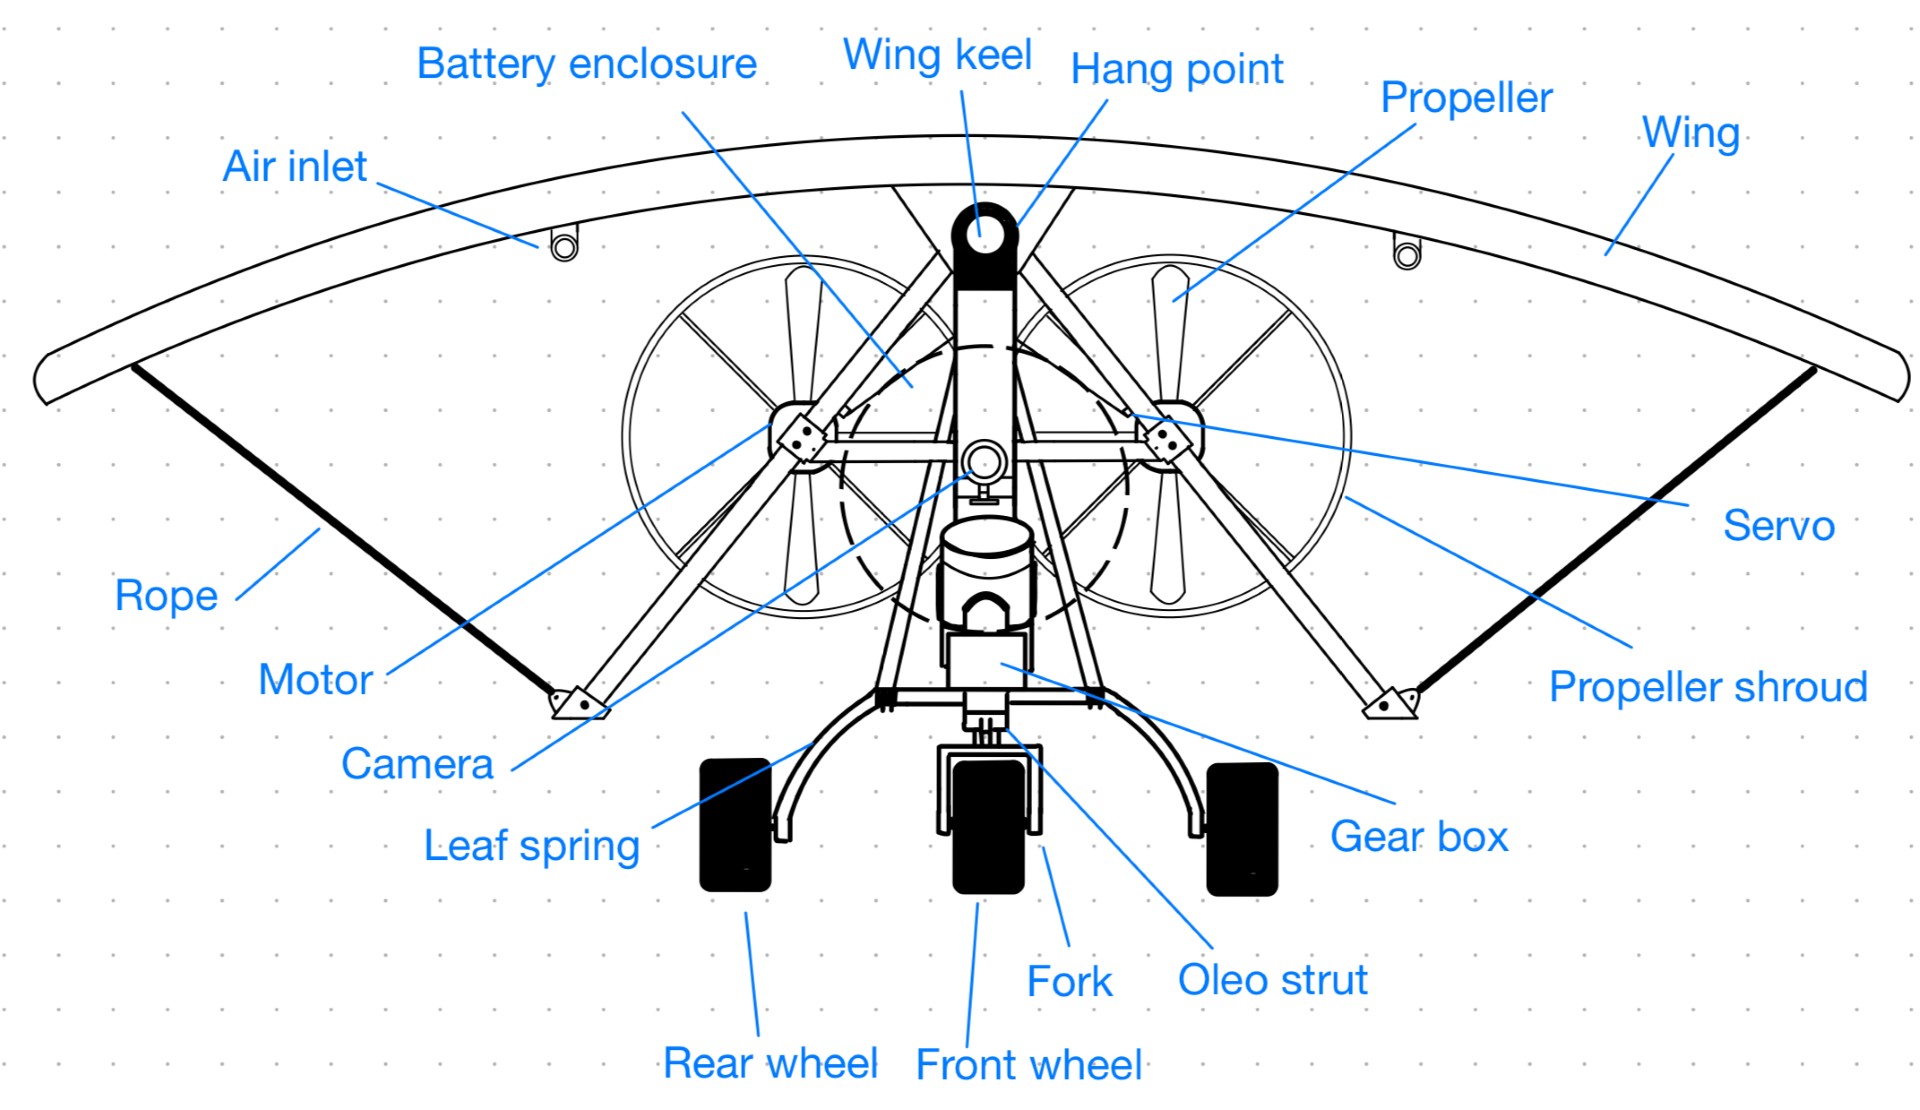 Battery enclosure
Wing keel
Hang point
Propeller
Wing
Air inlet
Servo
Rope
Motor
Propeller shroud
Camera
Leaf spring
Gear box
Fork
Oleo strut
Rear wheel
Front wheel